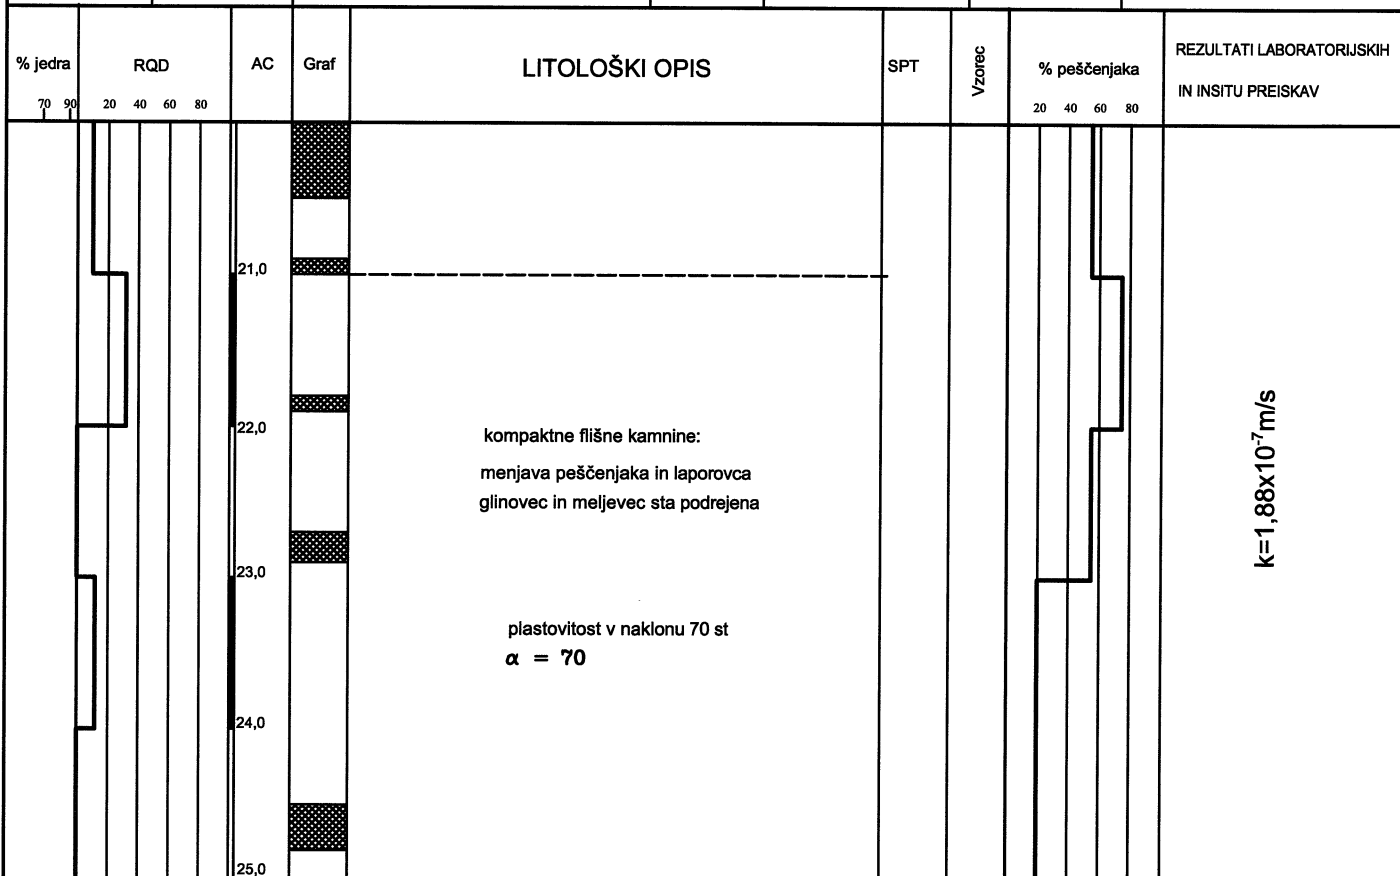 % jedra
70 90
RQD
20 40 60 80
AC
Graf
LITOLOŠKI OPIS
SPT
Vzorec
% peščenjaka
20 40 60 80
REZULTATI LABORATORIJSKIH
IN INSITU PREISKAV
21,0
22,0
kompaktne flišne kamnine:
menjava peščenjaka in laporovca
glinovec in meljevec sta podrejena
k=1,88x10⁻⁷m/s
23,0
plastovitost v naklonu 70 st
α = 70
24,0
25,0